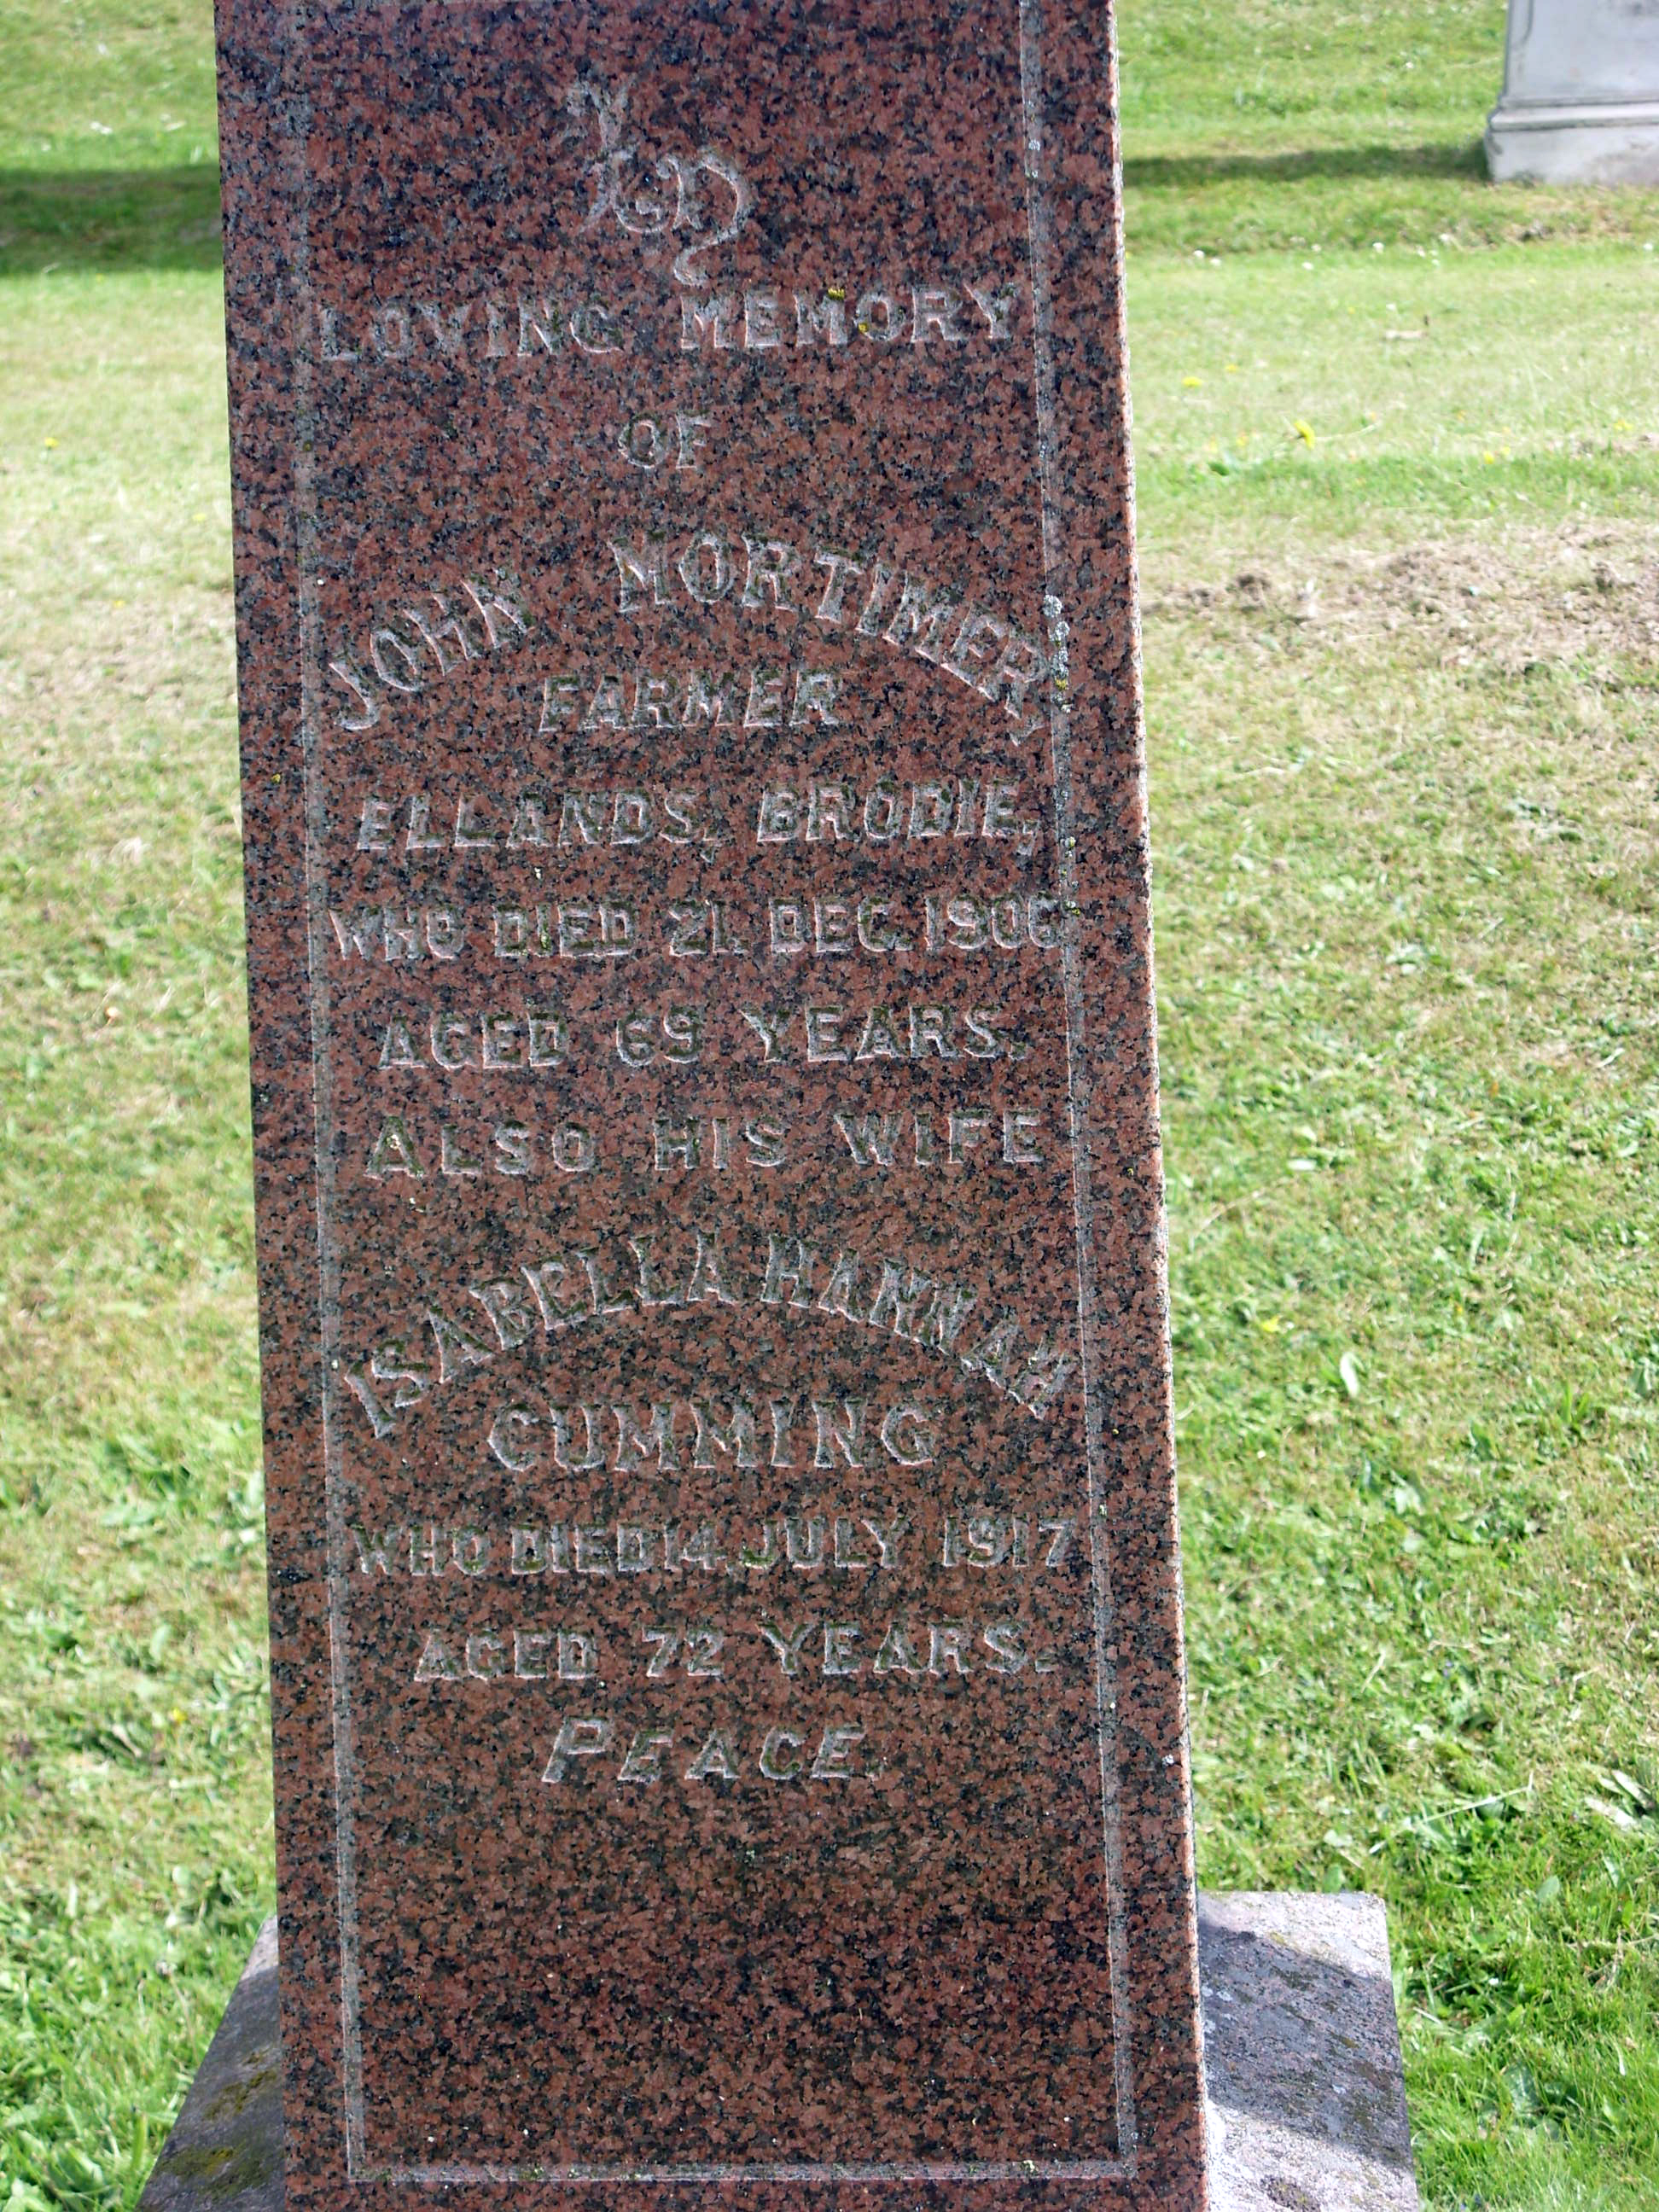 In
LOVING MEMORY
OF
JOHN MORTIMER,
FARMER
ELLANDS, BRODIE,
WHO DIED 21. DEC. 1906
AGED 69 YEARS.
ALSO HIS WIFE
ISABELLA HANNAH
CUMMING
WHO DIED 14. JULY 1917
AGED 72 YEARS.
PEACE.